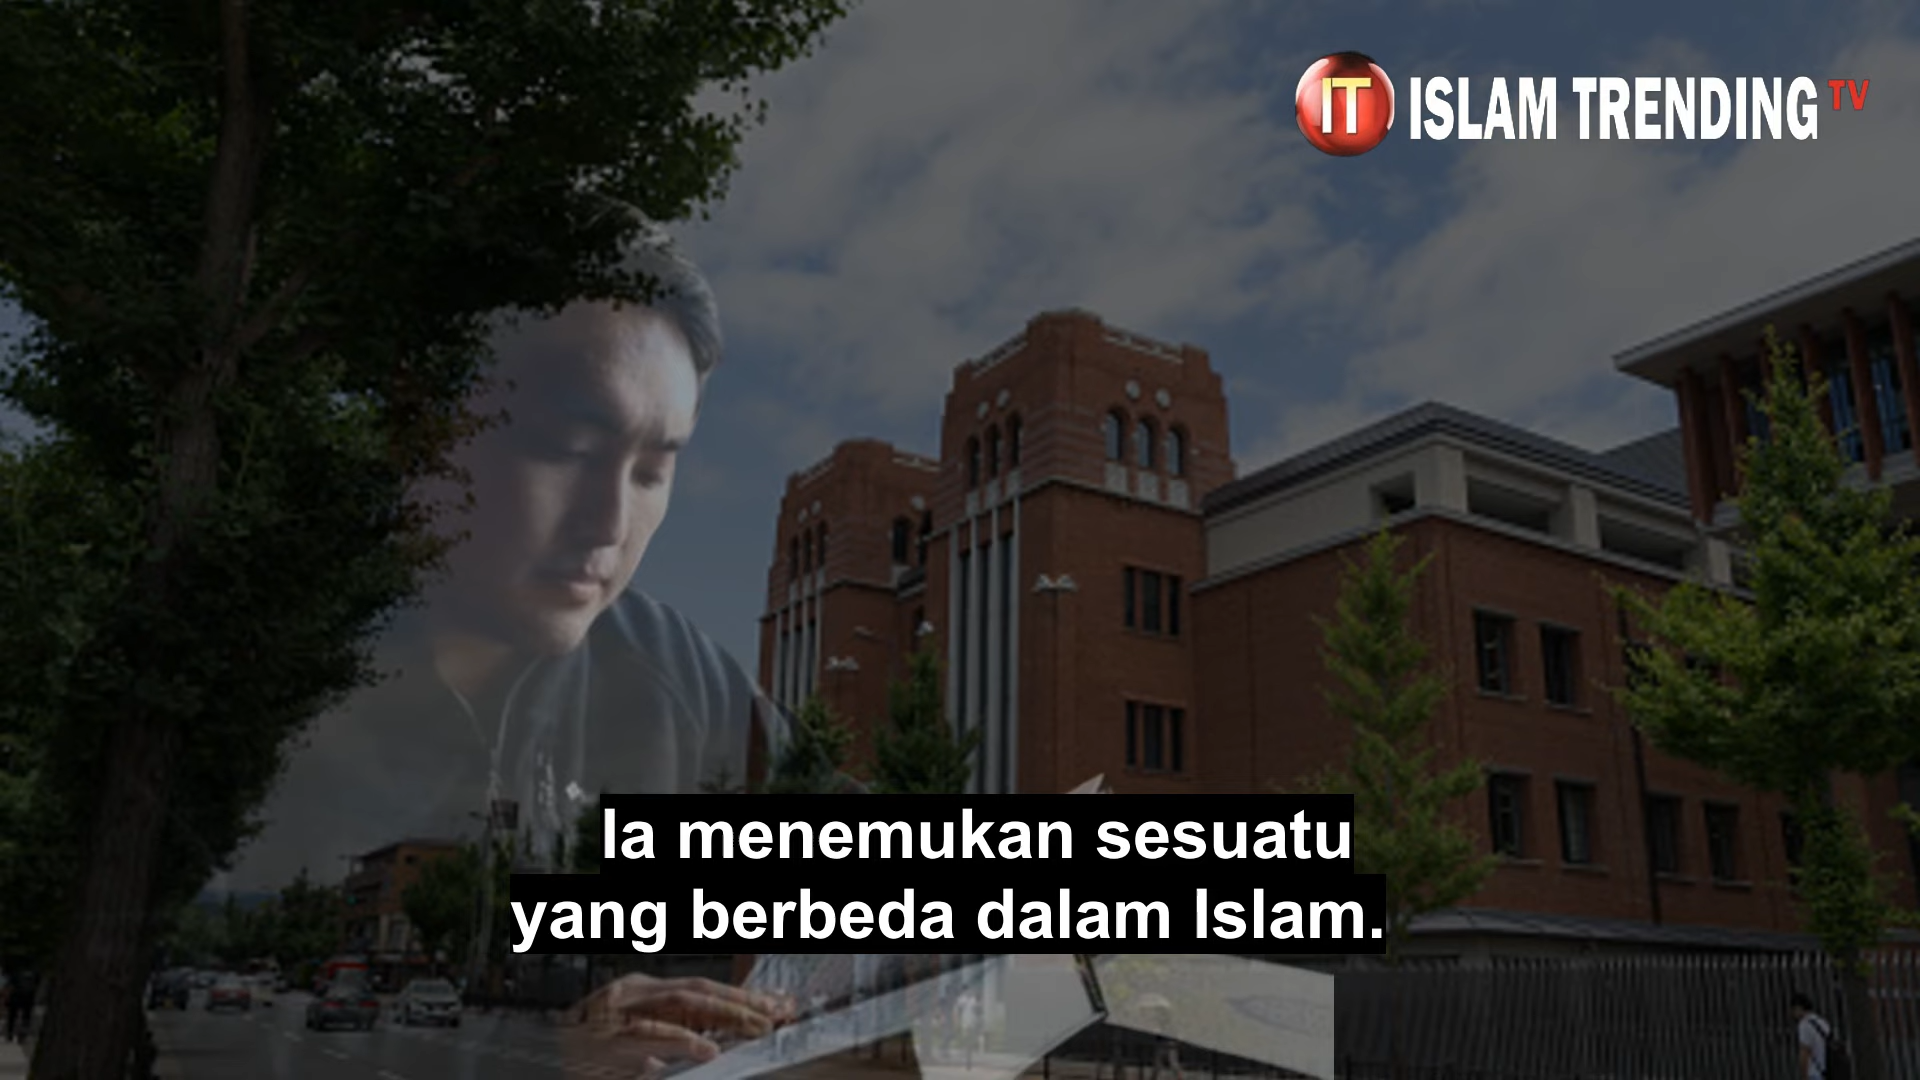 IT ISLAM TRENDING TV
Ia menemukan sesuatu
yang berbeda dalam Islam.